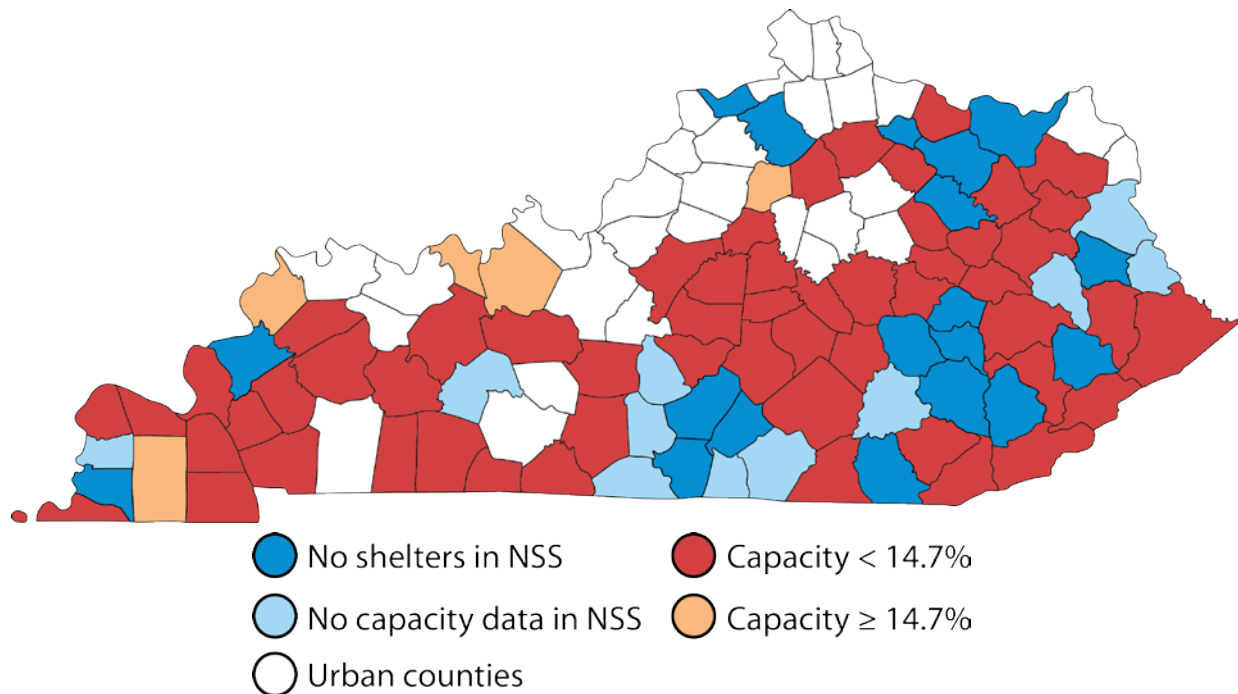 No shelters in NSS
Capacity < 14.7%
No capacity data in NSS
Capacity ≥ 14.7%
Urban counties